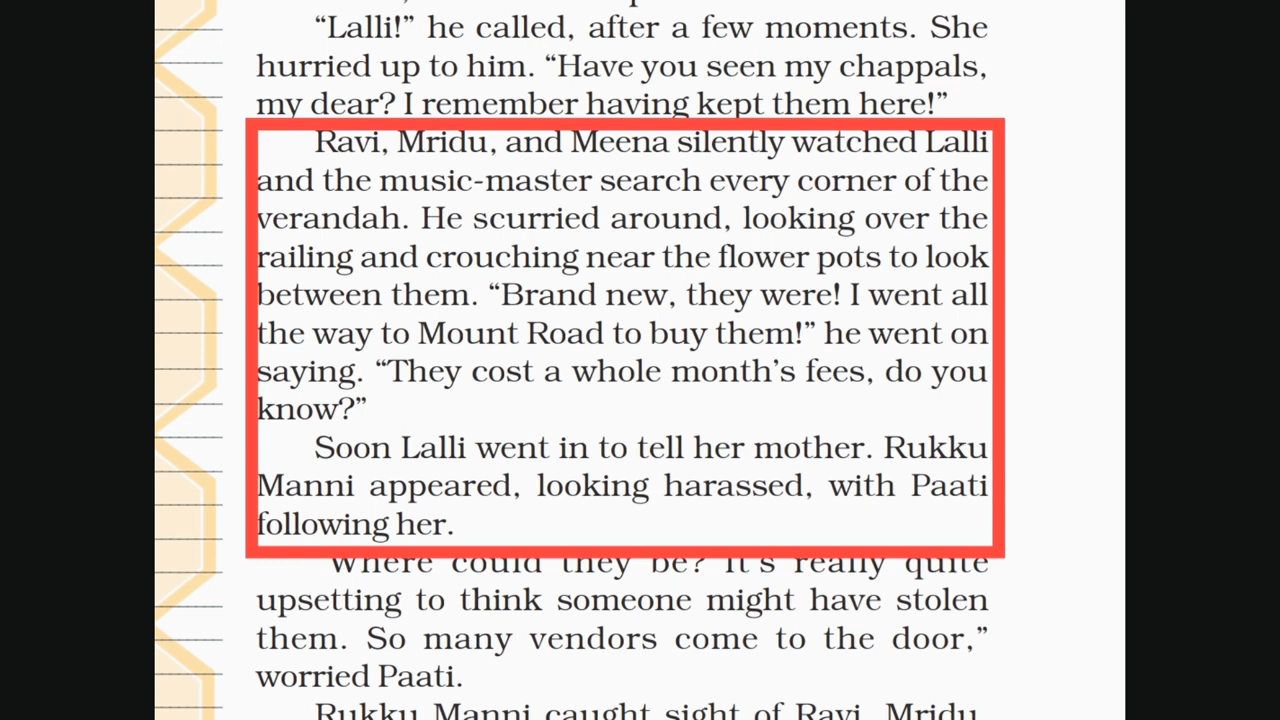 “Lalli!” he called, after a few moments. She
hurried up to him. “Have you seen my chappals,
my dear? I remember having kept them here!”
Ravi, Mridu, and Meena silently watched Lalli
and the music-master search every corner of the
verandah. He scurried around, looking over the
railing and crouching near the flower pots to look
between them. “Brand new, they were! I went all
the way to Mount Road to buy them!” he went on
saying. “They cost a whole month’s fees, do you
know?”
Soon Lalli went in to tell her mother. Rukku
Manni appeared, looking harassed, with Paati
following her.
“Where could they be? It’s really quite
upsetting to think someone might have stolen
them. So many vendors come to the door,”
worried Paati.
Rukku Manni caught sight of Ravi, Mridu,